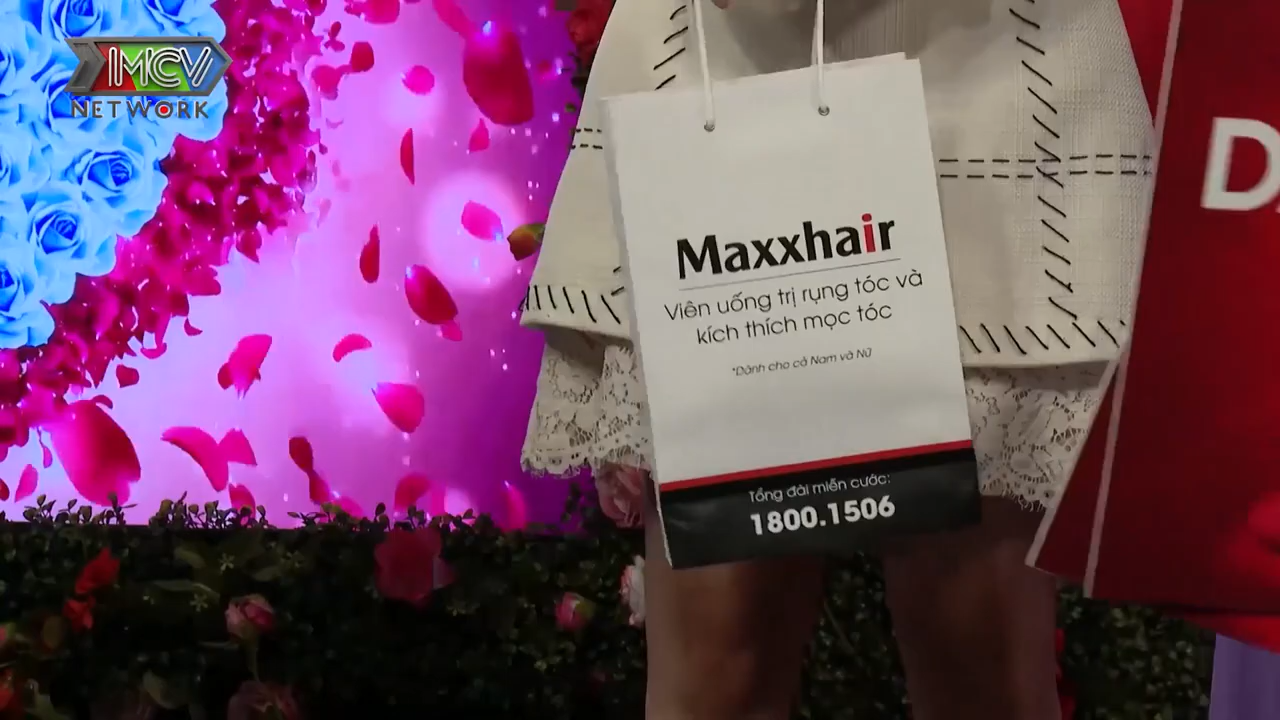 MCV
NETWORK
D
Maxxhair
Viên uống trị rụng tóc và
kích thích mọc tóc
*Dành cho cả Nam và Nữ
Tổng đài miễn cước:
1800.1506